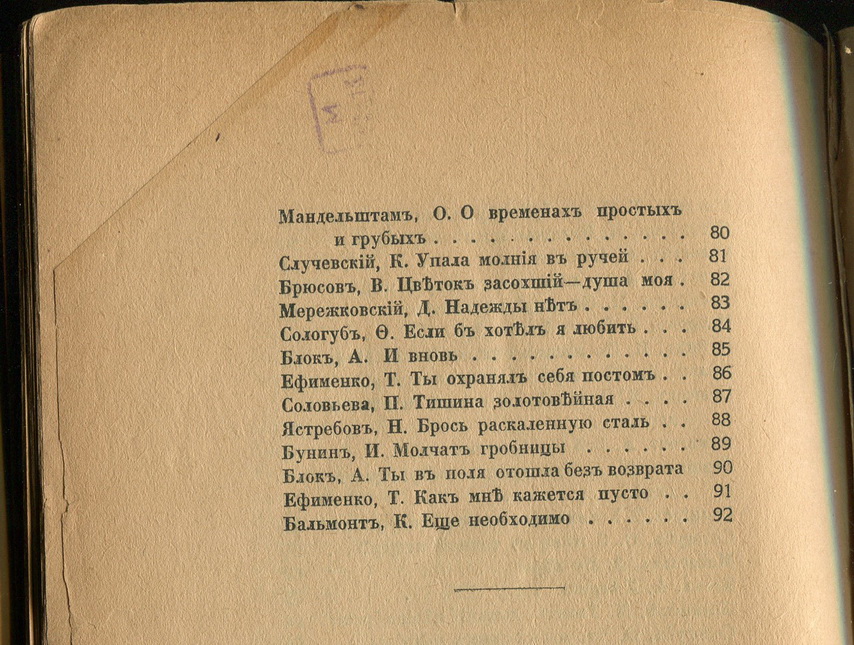 Мандельштамъ, О. О временахъ простыхъ
и грубыхъ . . . . . . . . . . . . . . 80
Случевскій, К. Упала молнія въ ручей . . . 81
Брюсовъ, В. Цвѣтокъ засохшій—душа моя . 82
Мережковскій, Д. Надежды нѣтъ . . . . . . 83
Сологубъ, Ѳ. Если бъ хотѣлъ я любить . . . 84
Блокъ, А. И вновь . . . . . . . . . . . . 85
Ефименко, Т. Ты охранялъ себя постомъ . . 86
Соловьева, П. Тишина золотовѣйная . . . . 87
Ястребовъ, Н. Брось раскаленную сталь . . 88
Бунинъ, И. Молчатъ гробницы . . . . . . 89
Блокъ, А. Ты въ поля отошла безъ возврата 90
Ефименко, Т. Какъ мнѣ кажется пусто . . 91
Бальмонтъ, К. Еще необходимо . . . . . . 92